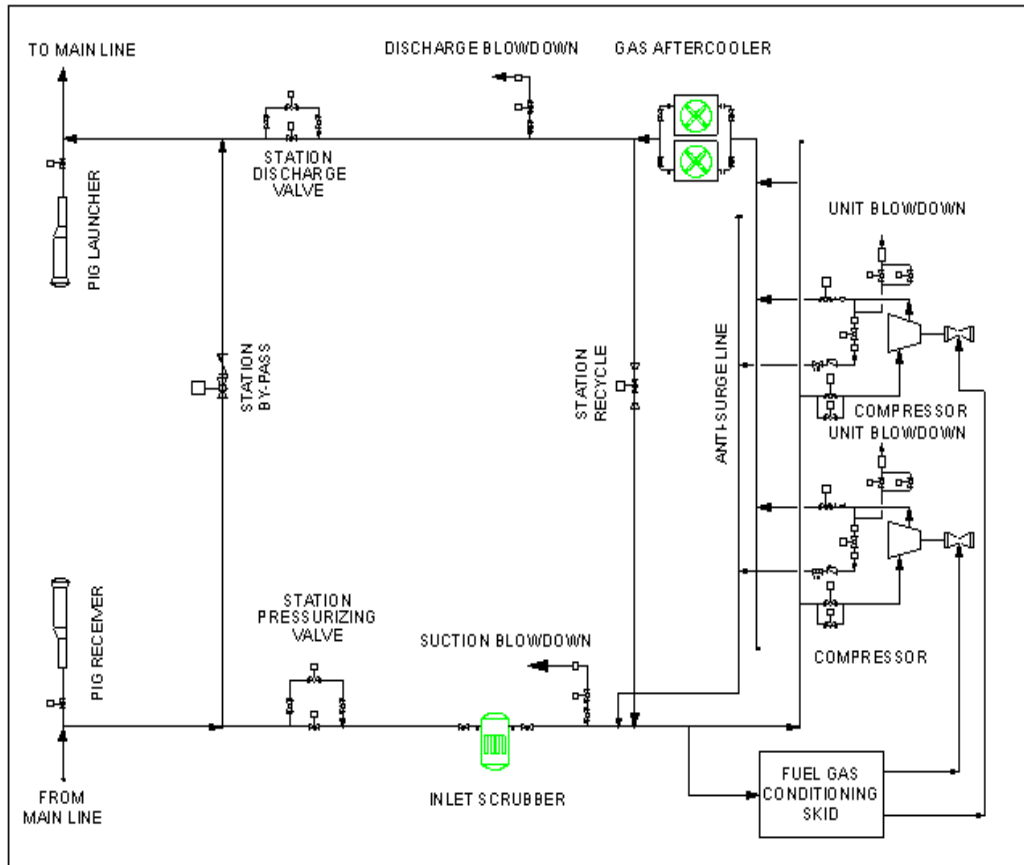 TO MAIN LINE
DISCHARGE BLOWDOWN
GAS AFTERCOOLER
STATION
DISCHARGE
VALVE
PIG LAUNCHER
UNIT BLOWDOWN
STATION
BY-PASS
STATION
RECYCLE
ANTI-SURGE LINE
COMPRESSOR
UNIT BLOWDOWN
PIG RECEIVER
STATION
PRESSURIZING
VALVE
SUCTION BLOWDOWN
COMPRESSOR
FROM
MAIN LINE
INLET SCRUBBER
FUEL GAS
CONDITIONING
SKID